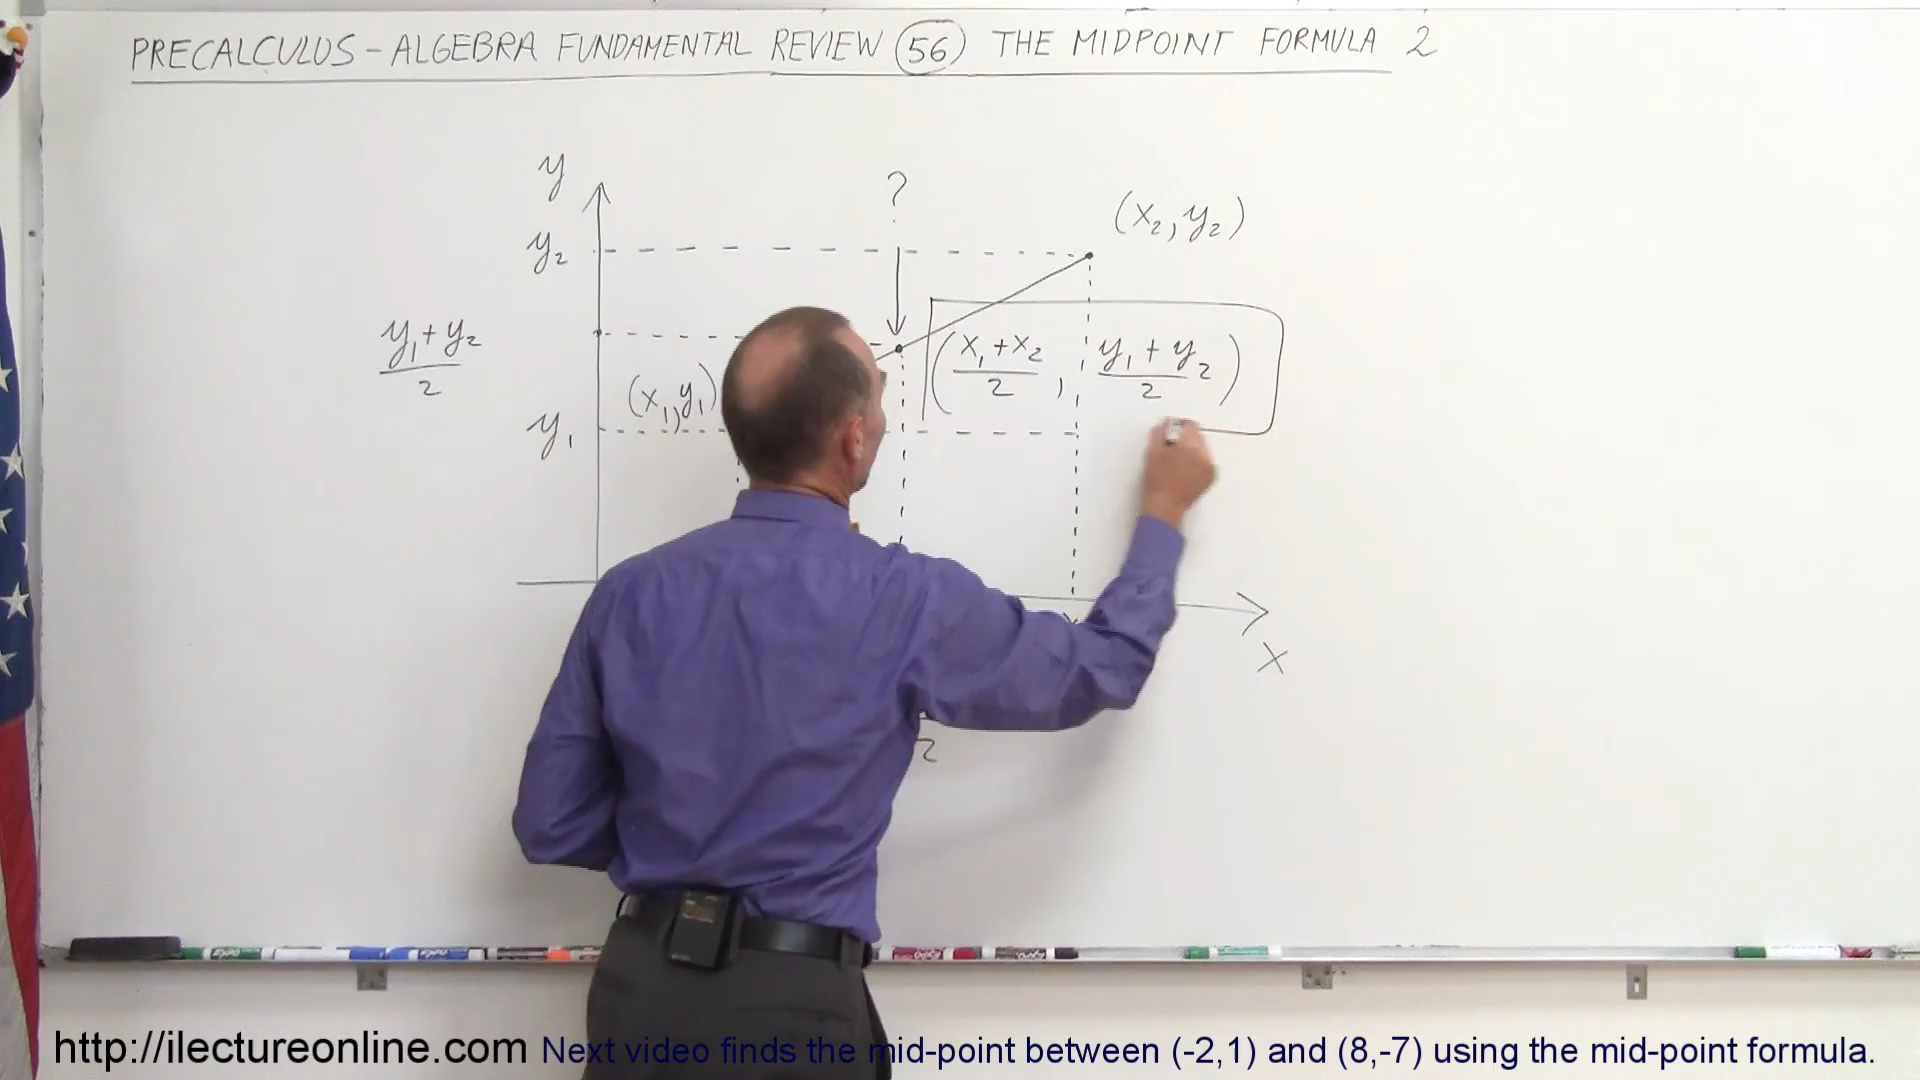 PRECALCULUS - ALGEBRA FUNDAMENTAL REVIEW (56) THE MIDPOINT FORMULA 2
y
?
(x₂, y₂)
y₂
y₁ + y₂
2
(x₁, y₁)
(x₁ + x₂ / 2, y₁ + y₂ / 2)
y₁
x
2
http://ilectureonline.com Next video finds the mid-point between (-2,1) and (8,-7) using the mid-point formula.